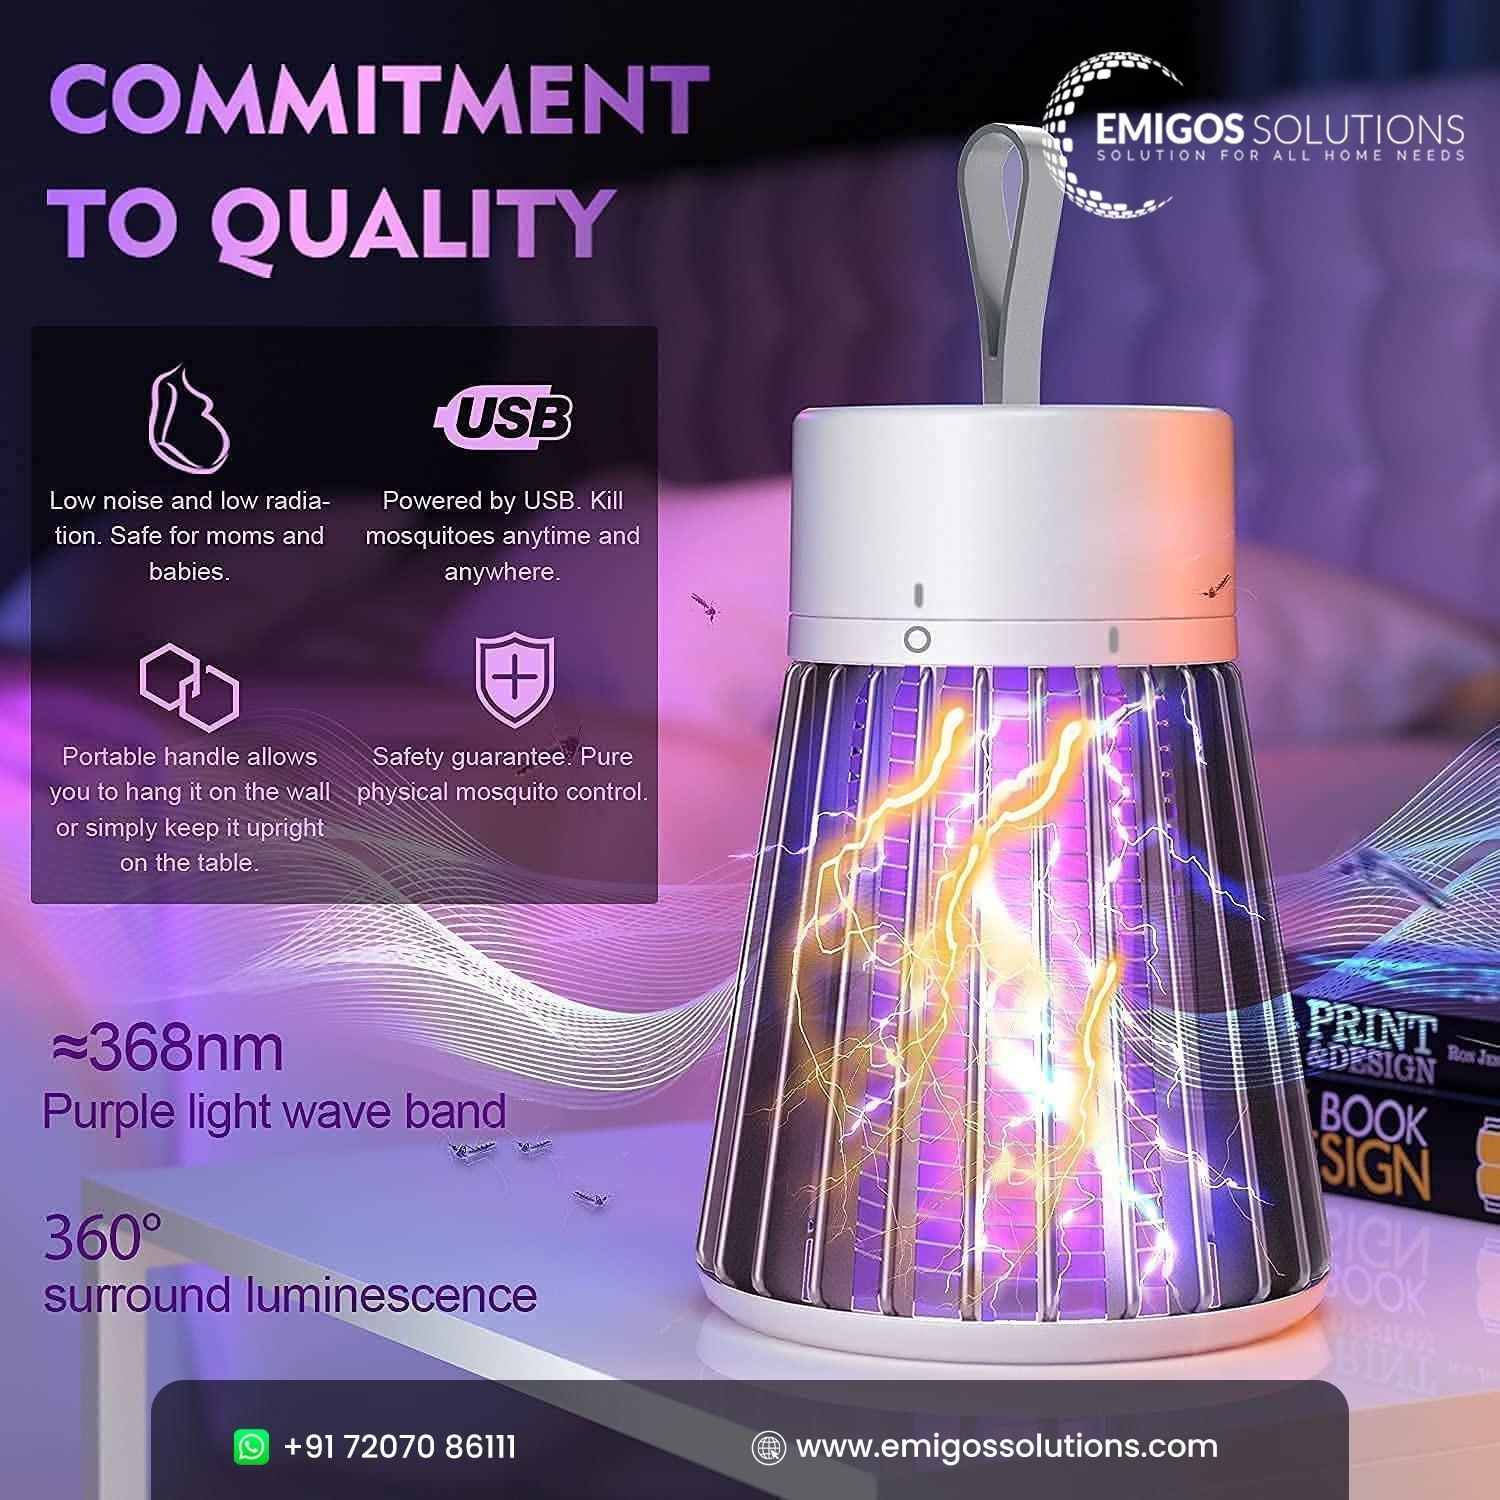 COMMITMENT
TO QUALITY
EMIGOS SOLUTIONS
SOLUTION FOR ALL HOME NEEDS
Low noise and low radia-
tion. Safe for moms and
babies.
USB
Powered by USB. Kill
mosquitoes anytime and
anywhere.
Portable handle allows
you to hang it on the wall
or simply keep it upright
on the table.
Safety guarantee. Pure
physical mosquito control.
≈368nm
Purple light wave band
360°
surround luminescence
PRINT
&DESIGN
BOOK
SIGN
+91 72070 86111
www.emigossolutions.com